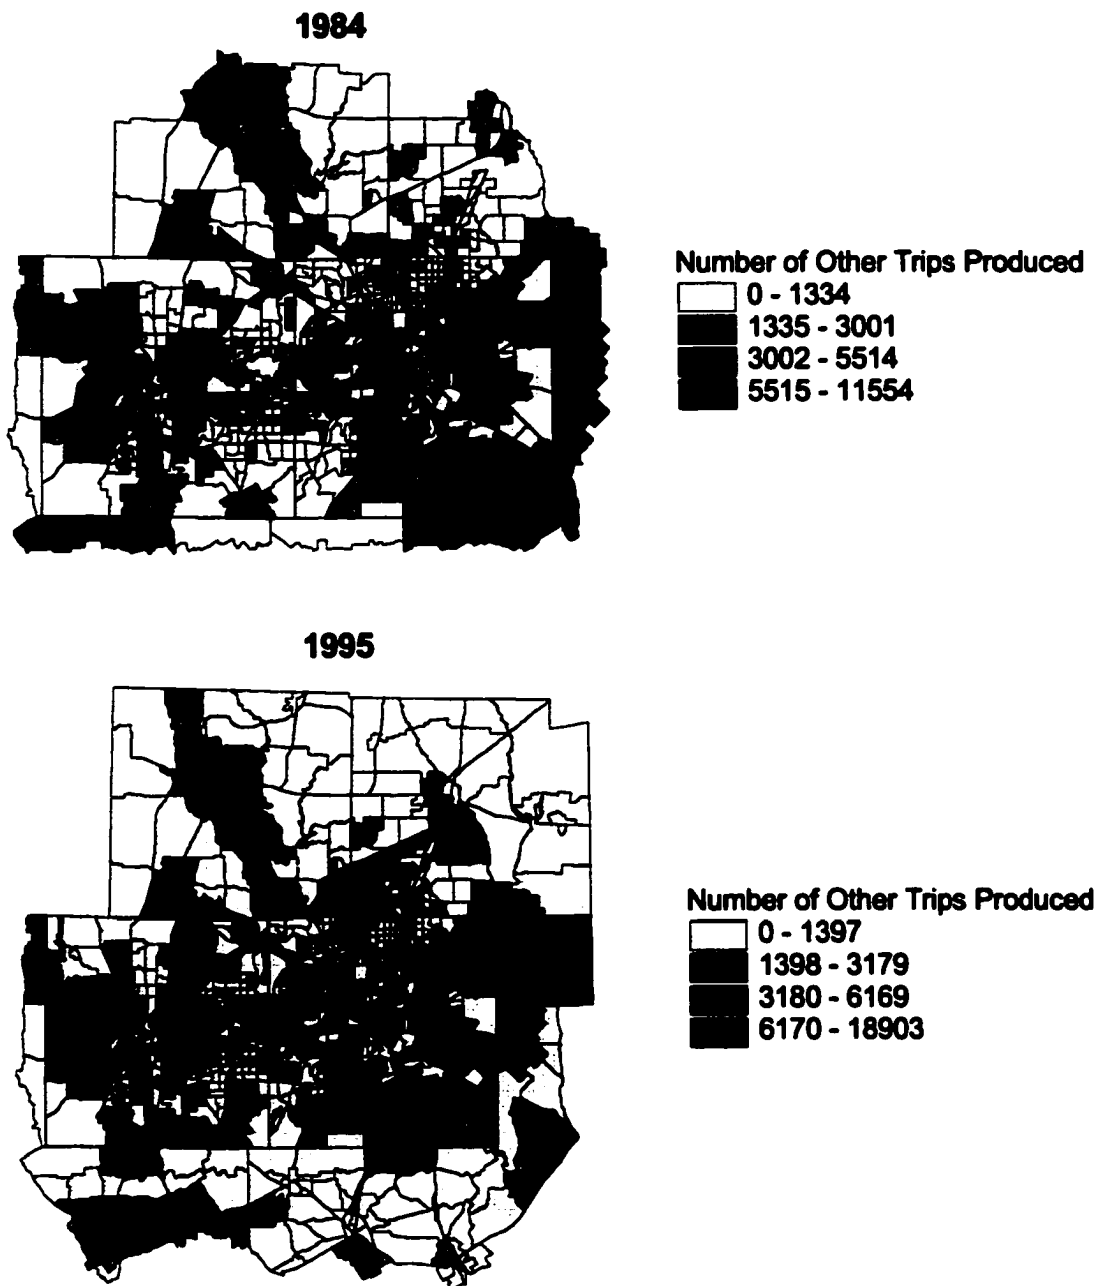 1984
Number of Other Trips Produced
0 - 1334
1335 - 3001
3002 - 5514
5515 - 11554
1995
Number of Other Trips Produced
0 - 1397
1398 - 3179
3180 - 6169
6170 - 18903